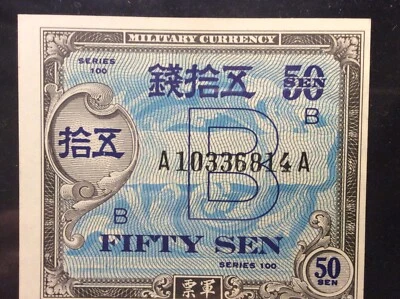 MILITARY CURRENCY
SERIES
100
錢拾五
50
SEN
B
拾五
B
A10336814A
B
FIFTY SEN
SERIES 100
50
SEN
票軍